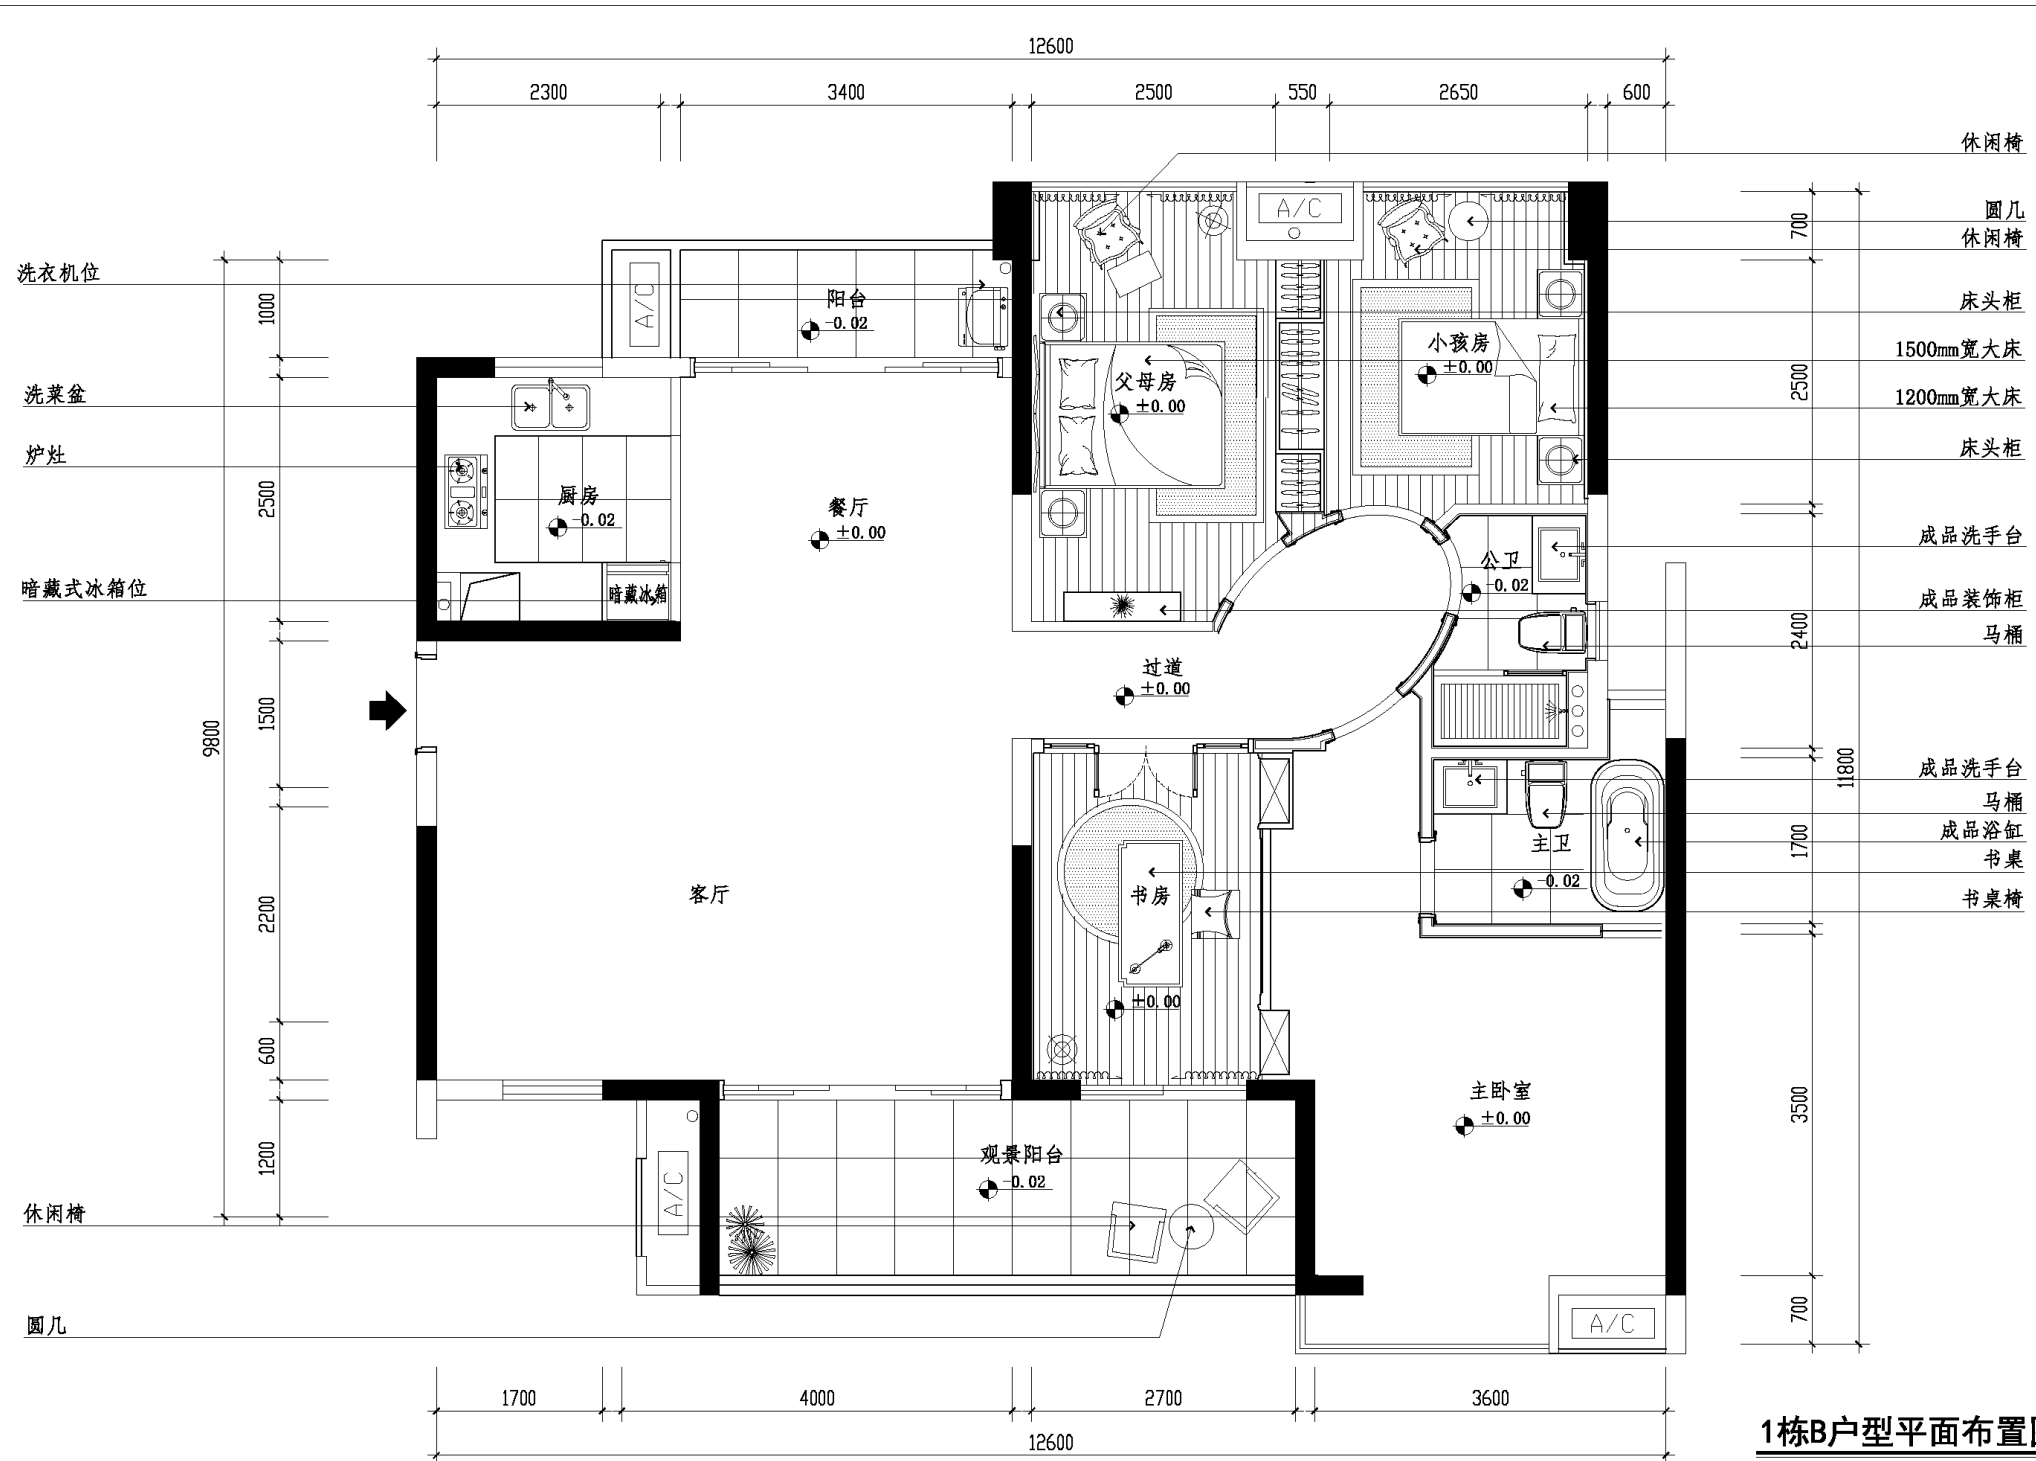 12600
2300
3400
2500
550
2650
600
休闲椅
圆几
休闲椅
床头柜
1500mm宽大床
1200mm宽大床
床头柜
成品洗手台
成品装饰柜
马桶
成品洗手台
马桶
成品浴缸
书桌
书桌椅
洗衣机位
洗菜盆
炉灶
暗藏式冰箱位
休闲椅
圆几
9800
1000
2500
1500
2200
600
1200
700
2500
2400
1700
3500
700
11800
A/C
A/C
阳台
-0.02
父母房
±0.00
小孩房
±0.00
厨房
-0.02
餐厅
±0.00
暗藏冰箱
公卫
-0.02
过道
±0.00
主卫
-0.02
客厅
书房
±0.00
主卧室
±0.00
观景阳台
-0.02
A/C
A/C
1700
4000
2700
3600
12600
1栋B户型平面布置